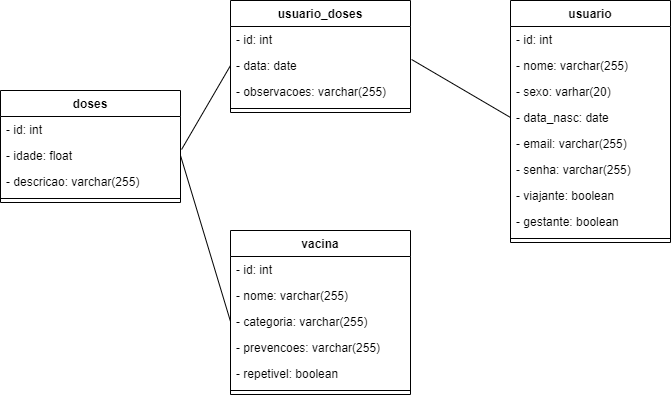 usuario_doses
- id: int
- data: date
- observacoes: varchar(255)
usuario
- id: int
- nome: varchar(255)
- sexo: varhar(20)
- data_nasc: date
- email: varchar(255)
- senha: varchar(255)
- viajante: boolean
- gestante: boolean
doses
- id: int
- idade: float
- descricao: varchar(255)
vacina
- id: int
- nome: varchar(255)
- categoria: varchar(255)
- prevencoes: varchar(255)
- repetivel: boolean